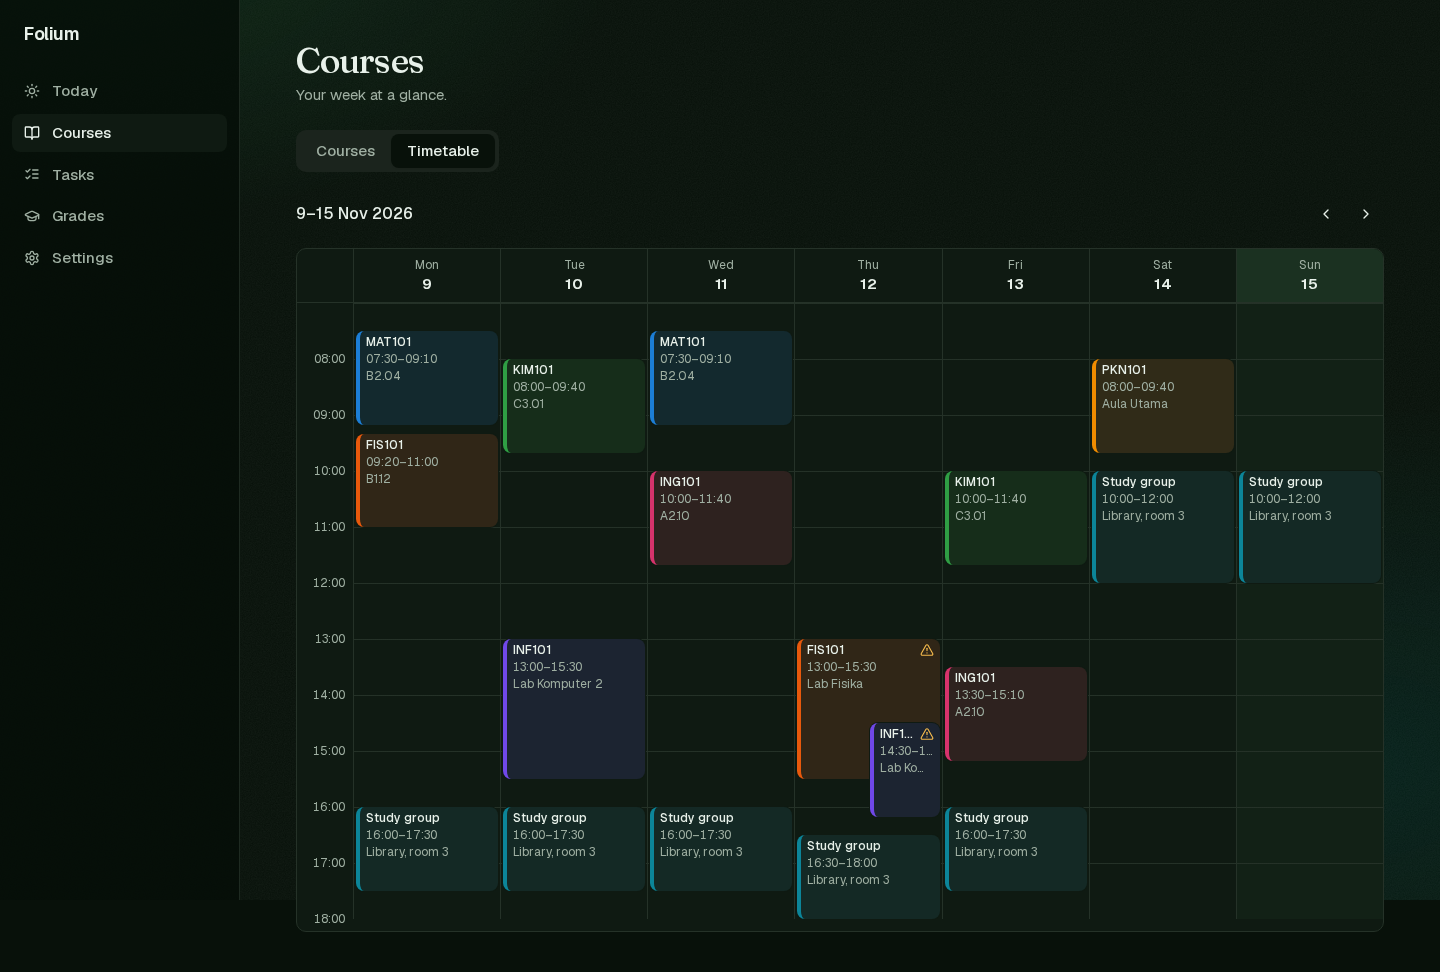 Folium
Today
Courses
Tasks
Grades
Settings
Courses
Your week at a glance.
Courses
Timetable
9–15 Nov 2026
Mon
9
Tue
10
Wed
11
Thu
12
Fri
13
Sat
14
Sun
15
08:00
09:00
10:00
11:00
12:00
13:00
14:00
15:00
16:00
17:00
18:00
MAT101
07:30–09:10
B2.04
FIS101
09:20–11:00
B1.12
Study group
16:00–17:30
Library, room 3
KIM101
08:00–09:40
C3.01
INF101
13:00–15:30
Lab Komputer 2
Study group
16:00–17:30
Library, room 3
MAT101
07:30–09:10
B2.04
ING101
10:00–11:40
A2.10
Study group
16:00–17:30
Library, room 3
FIS101
13:00–15:30
Lab Fisika
INF1...
14:30–1...
Lab Ko...
Study group
16:30–18:00
Library, room 3
KIM101
10:00–11:40
C3.01
ING101
13:30–15:10
A2.10
Study group
16:00–17:30
Library, room 3
PKN101
08:00–09:40
Aula Utama
Study group
10:00–12:00
Library, room 3
Study group
10:00–12:00
Library, room 3